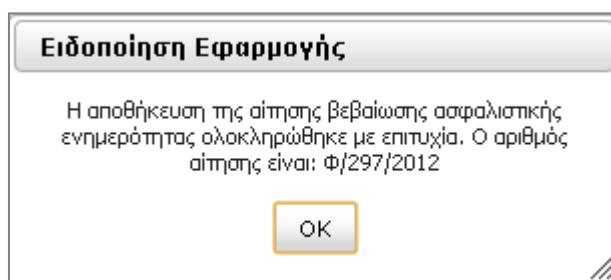 Ειδοποίηση Εφαρμογής
Η αποθήκευση της αίτησης βεβαίωσης ασφαλιστικής
ενημερότητας ολοκληρώθηκε με επιτυχία. Ο αριθμός
αίτησης είναι: Φ/297/2012
OK